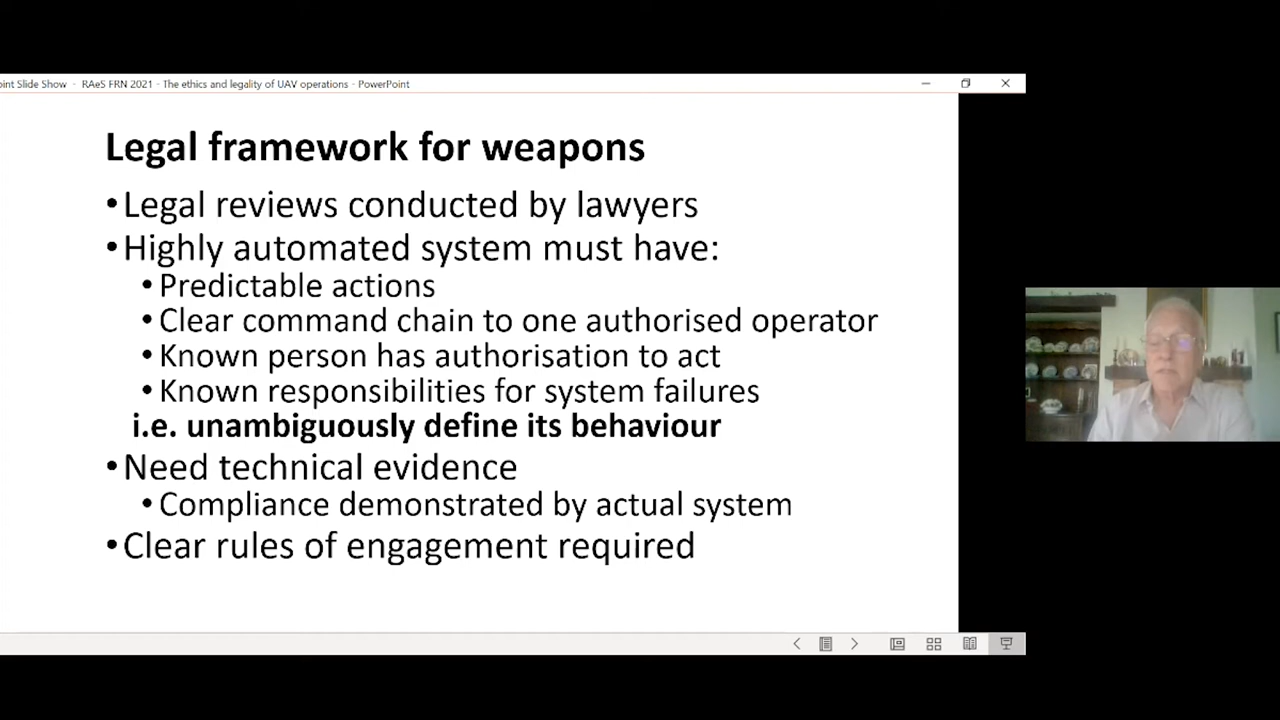 oint Slide Show - RAeS FRN 2021 - The ethics and legality of UAV operations - PowerPoint
Legal framework for weapons
•Legal reviews conducted by lawyers
•Highly automated system must have:
•Predictable actions
•Clear command chain to one authorised operator
•Known person has authorisation to act
•Known responsibilities for system failures
i.e. unambiguously define its behaviour
•Need technical evidence
•Compliance demonstrated by actual system
•Clear rules of engagement required